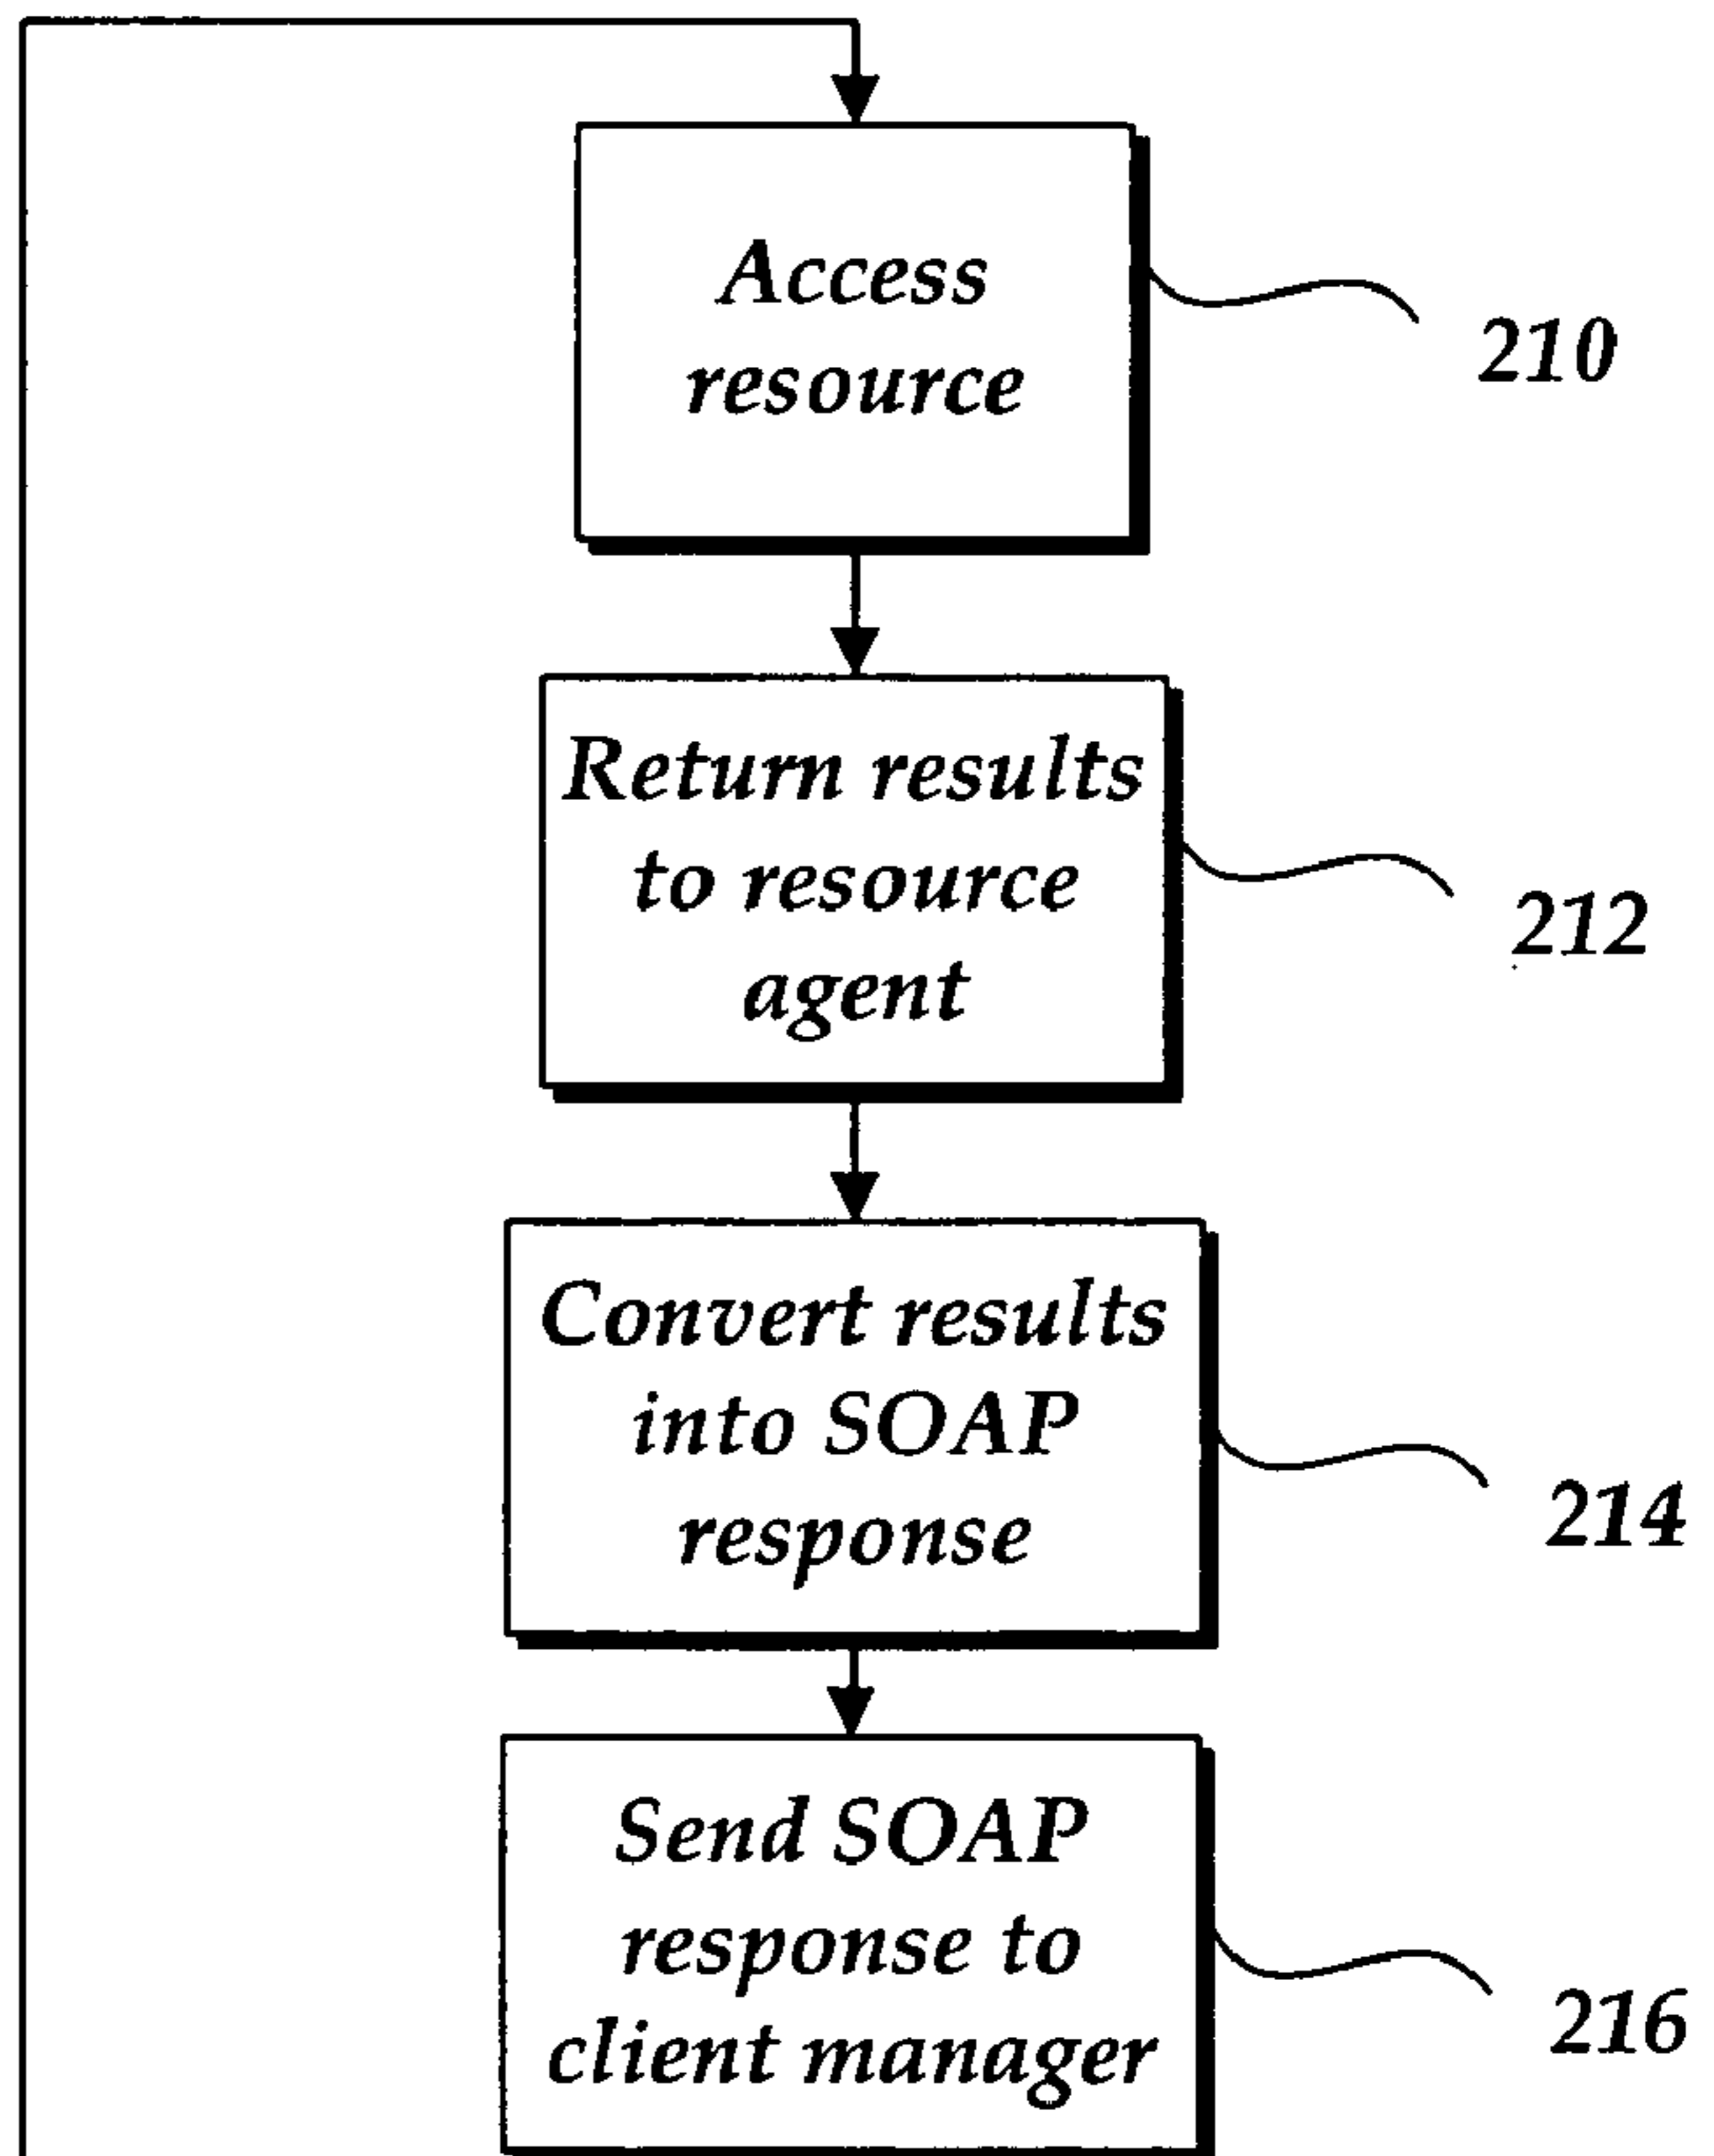 Access
resource
210
Return results
to resource
agent
212
Convert results
into SOAP
response
214
Send SOAP
response to
client manager
216